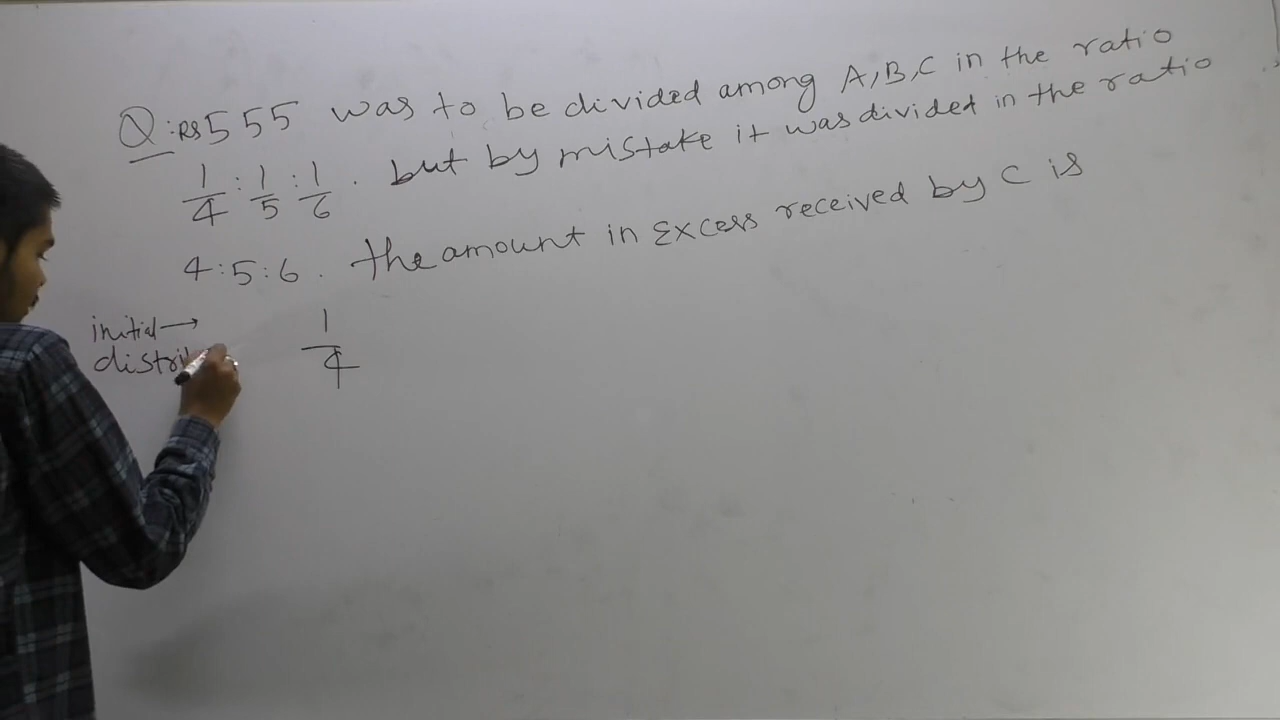 Q: Rs 555 was to be divided among A, B, C in the ratio
1/4 : 1/5 : 1/6 . but by mistake it was divided in the ratio
4:5:6 . the amount in Excess received by C is
initial → 1/4
distri